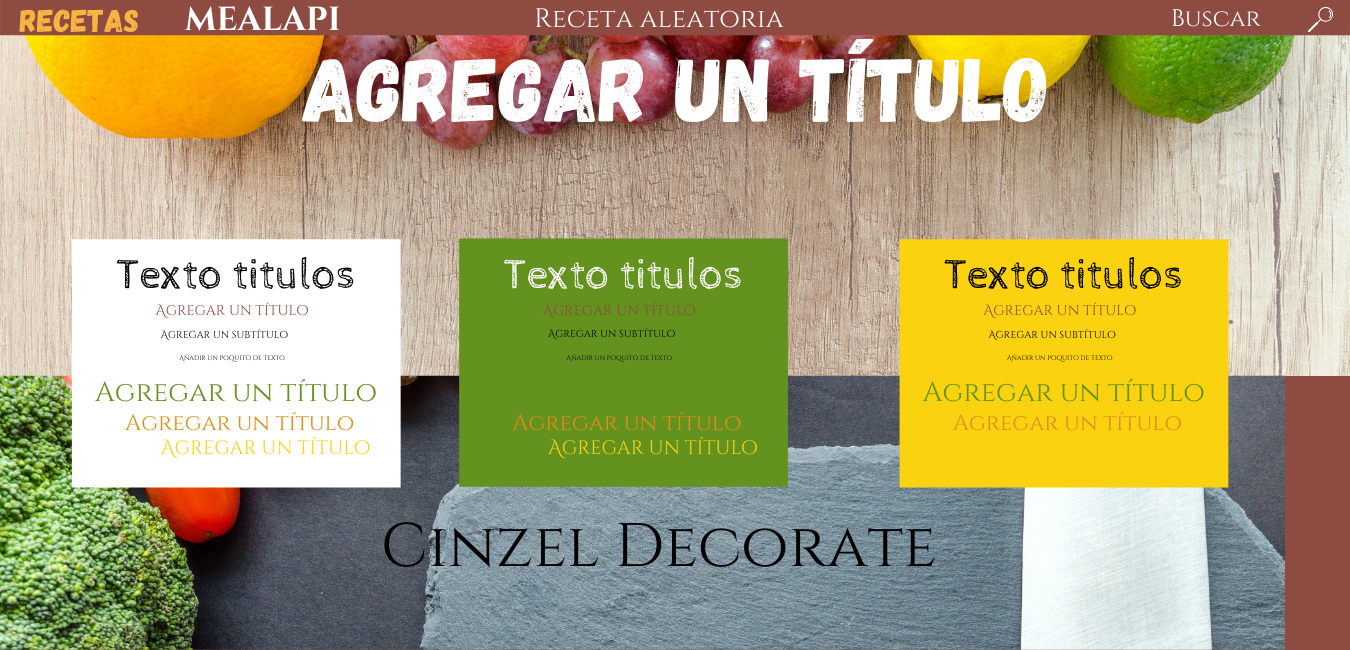 RECETAS MEALAPI Receta aleatoria Buscar
AGREGAR UN TÍTULO
Texto titulos
Agregar un título
Agregar un subtítulo
Añadir un poquito de texto
Agregar un título
Agregar un título
Agregar un título
Texto titulos
Agregar un título
Agregar un subtítulo
Añadir un poquito de texto
Agregar un título
Agregar un título
Texto titulos
Agregar un título
Agregar un subtítulo
Añadir un poquito de texto
Agregar un título
Agregar un título
Cinzel Decorate